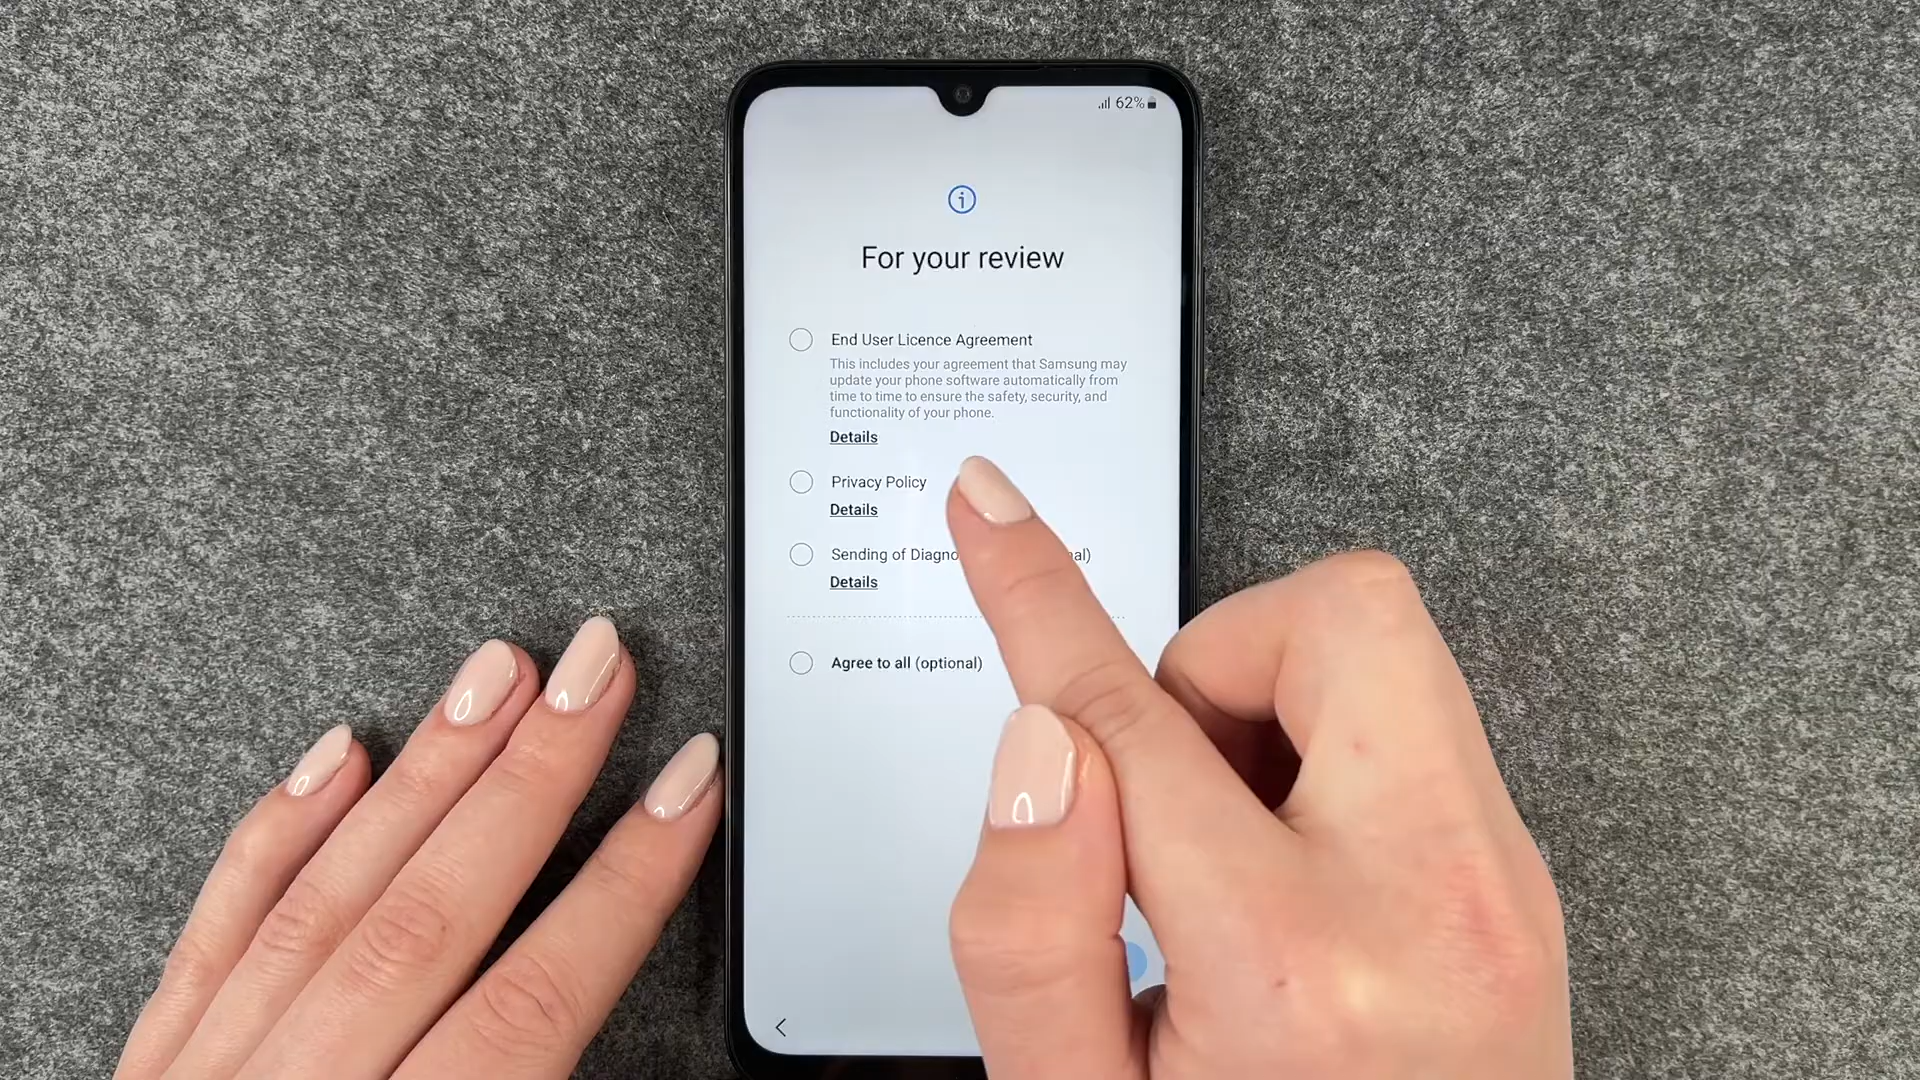 62%
For your review
End User Licence Agreement
This includes your agreement that Samsung may
update your phone software automatically from
time to time to ensure the safety, security, and
functionality of your phone.
Details
Privacy Policy
Details
Sending of
Details
Agree to all (optional)